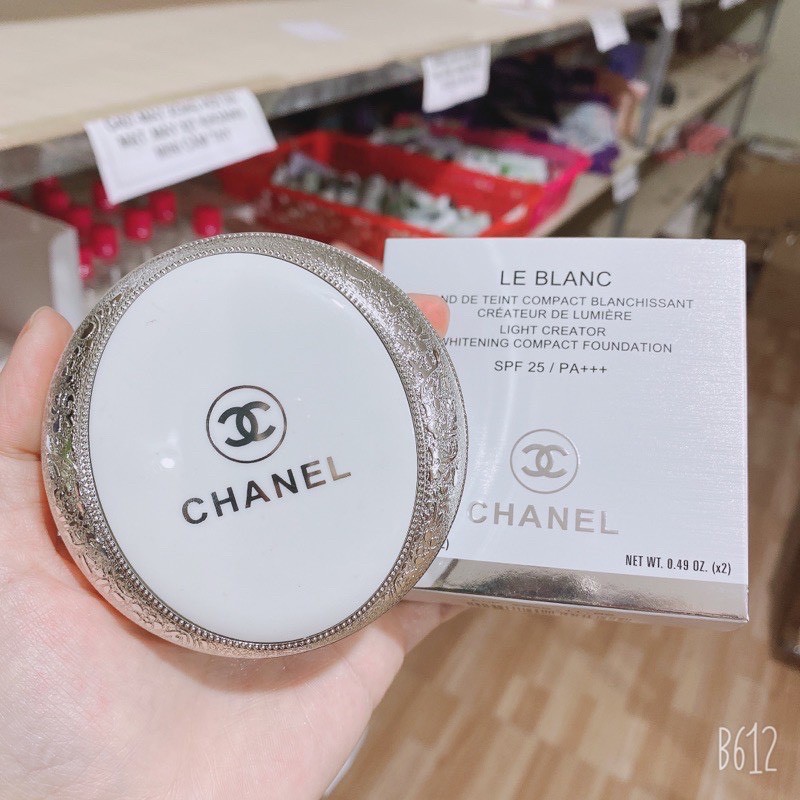 LE BLANC
ND DE TEINT COMPACT BLANCHISSANT
CRÉATEUR DE LUMIÈRE
LIGHT CREATOR
WHITENING COMPACT FOUNDATION
SPF 25 / PA+++
CHANEL
NET WT. 0.49 OZ. (x2)
CHANEL
B612